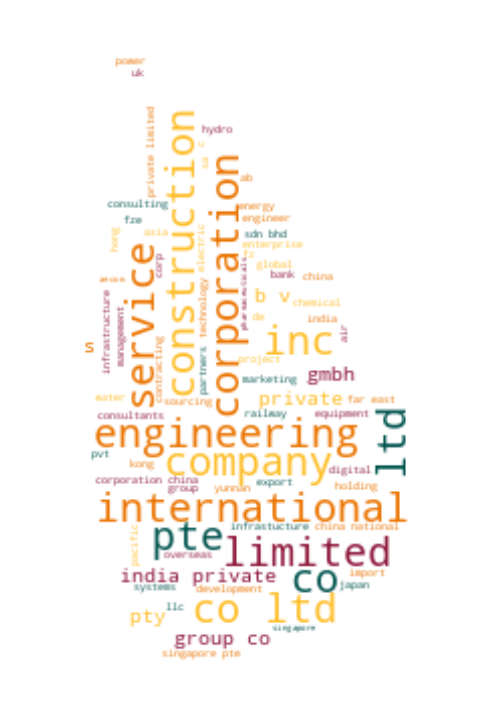 power
uk
private limited
construction
hydro
c
sa
corporation
ab
consulting
energy
fze
engineer
hong
asia
electric
sdn bhd
service
corp
enterprise
fz
pharmaceuticals
global
bank
china
technology
infrastructure
b v
chemical
management
de
india
s
contracting
inc
air
partners
project
marketing
gmbh
water
sourcing
private
far east
consultants
railway
equipment
ltd
engineering
pvt
kong
company
digital
corporation china
export
group
yunnan
holding
international
pacific
pte
infrastucture
china national
overseas
limited
india private
co
import
systems
development
japan
llc
pty
co ltd
singapore
group co
singapore pte